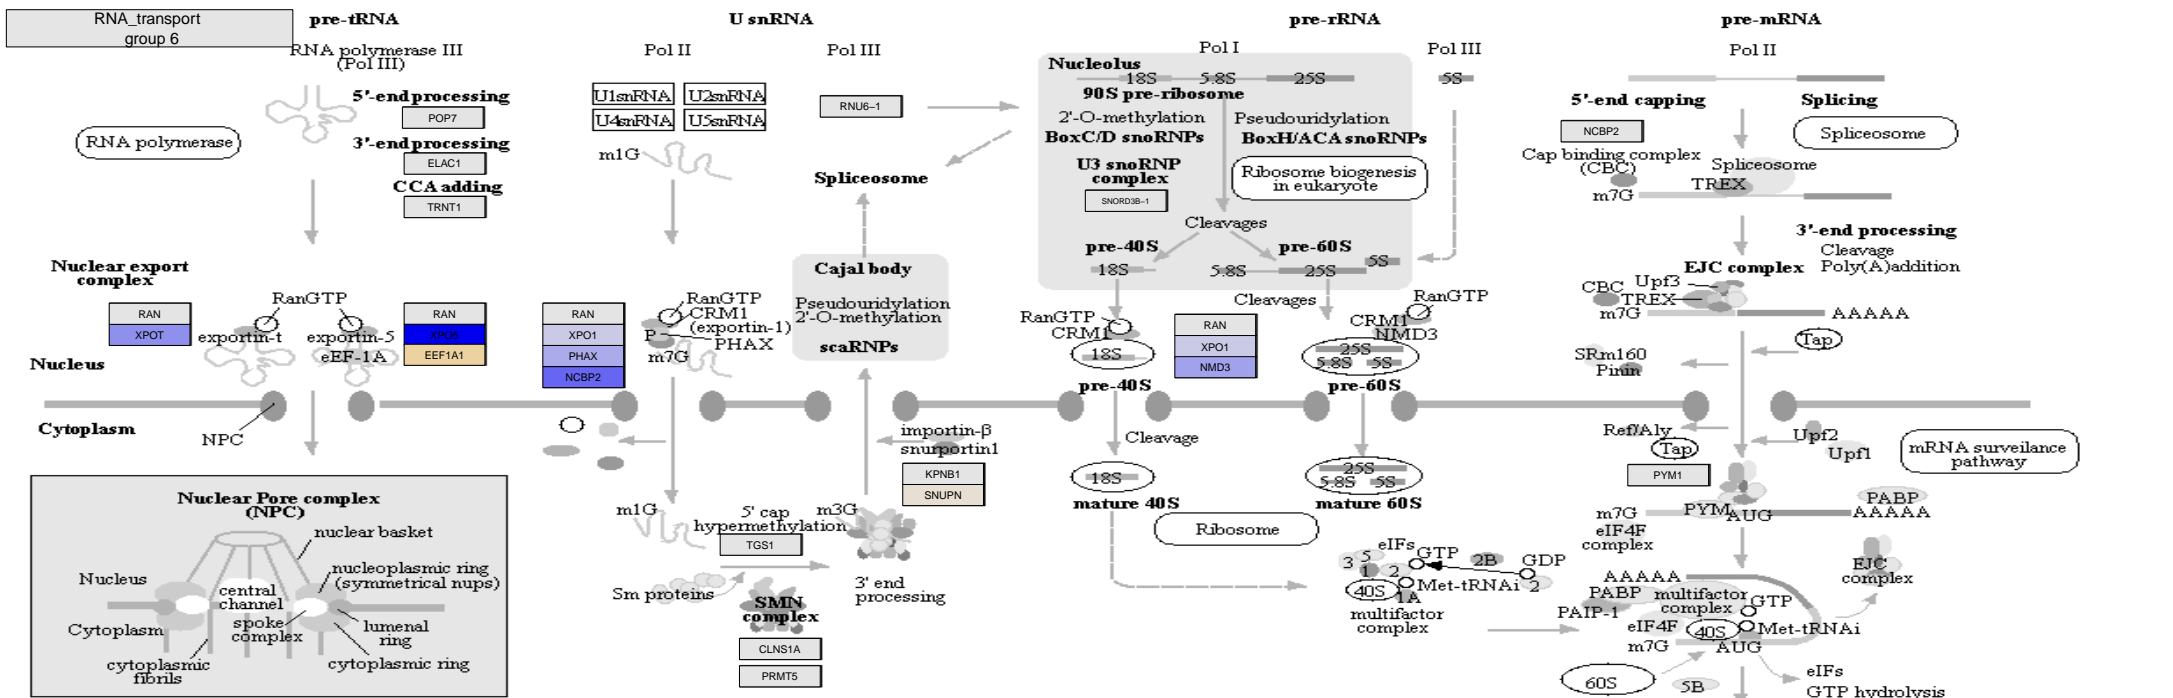 RNA_transport
group 6
pre-tRNA
RNA polymerase III
(Pol III)
5'-end processing
POP7
3'-end processing
ELAC1
CCA adding
TRNT1
RNA polymerase
Nuclear export
complex
RAN
XPOT
RanGTP
exportin-t
exportin-5
eEF-1A
RAN
XPO5
EEF1A1
Nucleus
Cytoplasm
NPC
Nuclear Pore complex
(NPC)
nuclear basket
nucleoplasmic ring
(symmetrical nups)
Nucleus
central
channel
spoke
complex
Cytoplasm
lumenal
ring
cytoplasmic ring
cytoplasmic
fibrils
U snRNA
Pol II
Pol III
U1snRNA
U2snRNA
U4snRNA
U5snRNA
m1G
RNU6-1
Spliceosome
Cajal body
Pseudouridylation
2'-O-methylation
scaRNPs
RAN
XPO1
PHAX
NCBP2
RanGTP
CRM1
(exportin-1)
P
PHAX
m7G
importin-β
snurportin1
KPNB1
SNUPN
m1G
5' cap
hypermethylation
m3G
TGS1
Sm proteins
SMN
complex
3' end
processing
CLNS1A
PRMT5
pre-rRNA
Pol I
Pol III
Nucleolus
18S
5.8S
25S
5S
90S pre-ribosome
2'-O-methylation
Pseudouridylation
BoxC/D snoRNPs
BoxH/ACA snoRNPs
U3 snoRNP
complex
SNORD3B-1
Ribosome biogenesis
in eukaryote
Cleavages
pre-40S
pre-60S
18S
5.8S
25S
5S
Cleavages
RanGTP
CRM1
18S
pre-40S
RAN
XPO1
NMD3
RanGTP
CRM1
NMD3
25S
5.8S
5S
pre-60S
Cleavage
18S
mature 40S
25S
5.8S
5S
mature 60S
Ribosome
eIFs
3
5
1
2
GTP
2B
GDP
40S
1A
Met-tRNAi
2
multifactor
complex
pre-mRNA
Pol II
5'-end capping
Splicing
NCBP2
Spliceosome
Cap binding complex
(CBC)
Spliceosome
TREX
m7G
3'-end processing
Cleavage
Poly(A)addition
EJC complex
CBC
Upf3
TREX
m7G
AAAAA
Tap
SRm160
Pinin
Ref/Aly
Tap
Upf2
Upf1
mRNA surveilance
pathway
PYM1
PABP
m7G
PYM
AUG
AAAAA
eIF4F
complex
EJC
complex
AAAAA
PABP
multifactor
complex
GTP
PAIP-1
eIF4F
40S
Met-tRNAi
m7G
AUG
60S
5B
eIFs
GTP hydrolysis